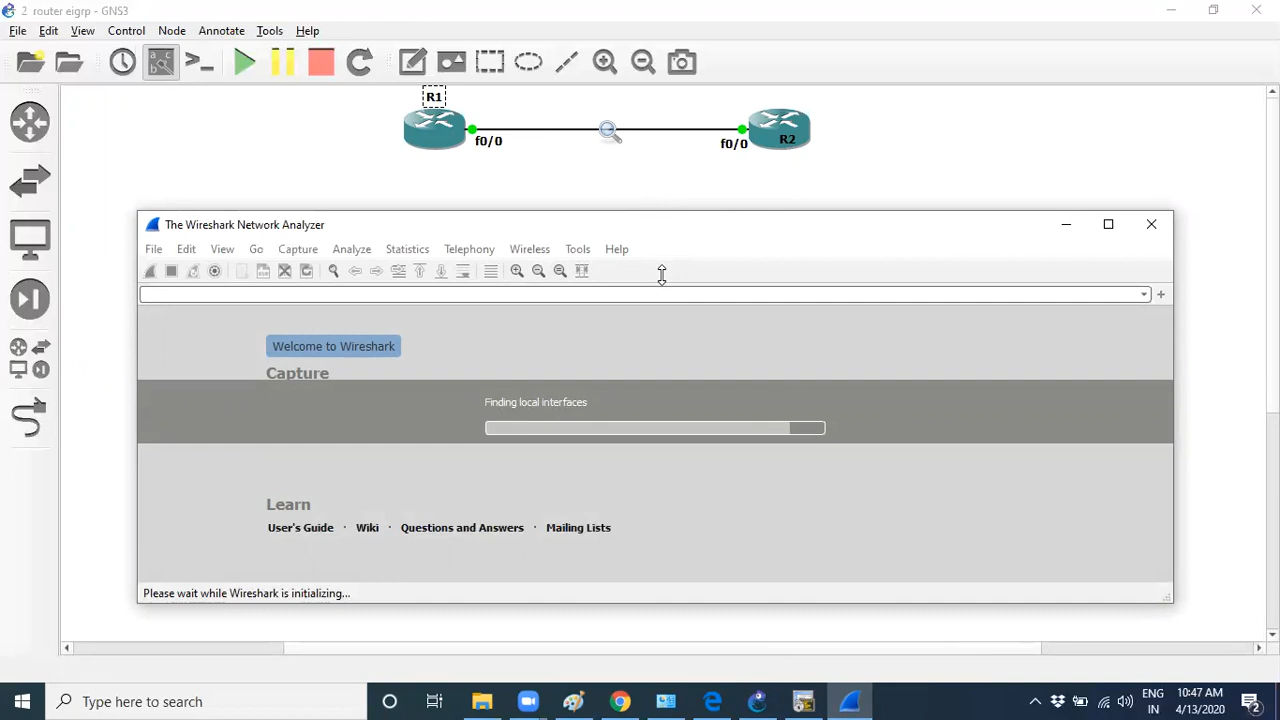 2 router eigrp - GNS3
File Edit View Control Node Annotate Tools Help
R1
f0/0
f0/0
R2
The Wireshark Network Analyzer
File Edit View Go Capture Analyze Statistics Telephony Wireless Tools Help
Welcome to Wireshark
Capture
Finding local interfaces
Learn
User's Guide · Wiki · Questions and Answers · Mailing Lists
Please wait while Wireshark is initializing...
Type here to search
ENG
IN
10:47 AM
4/13/2020
2